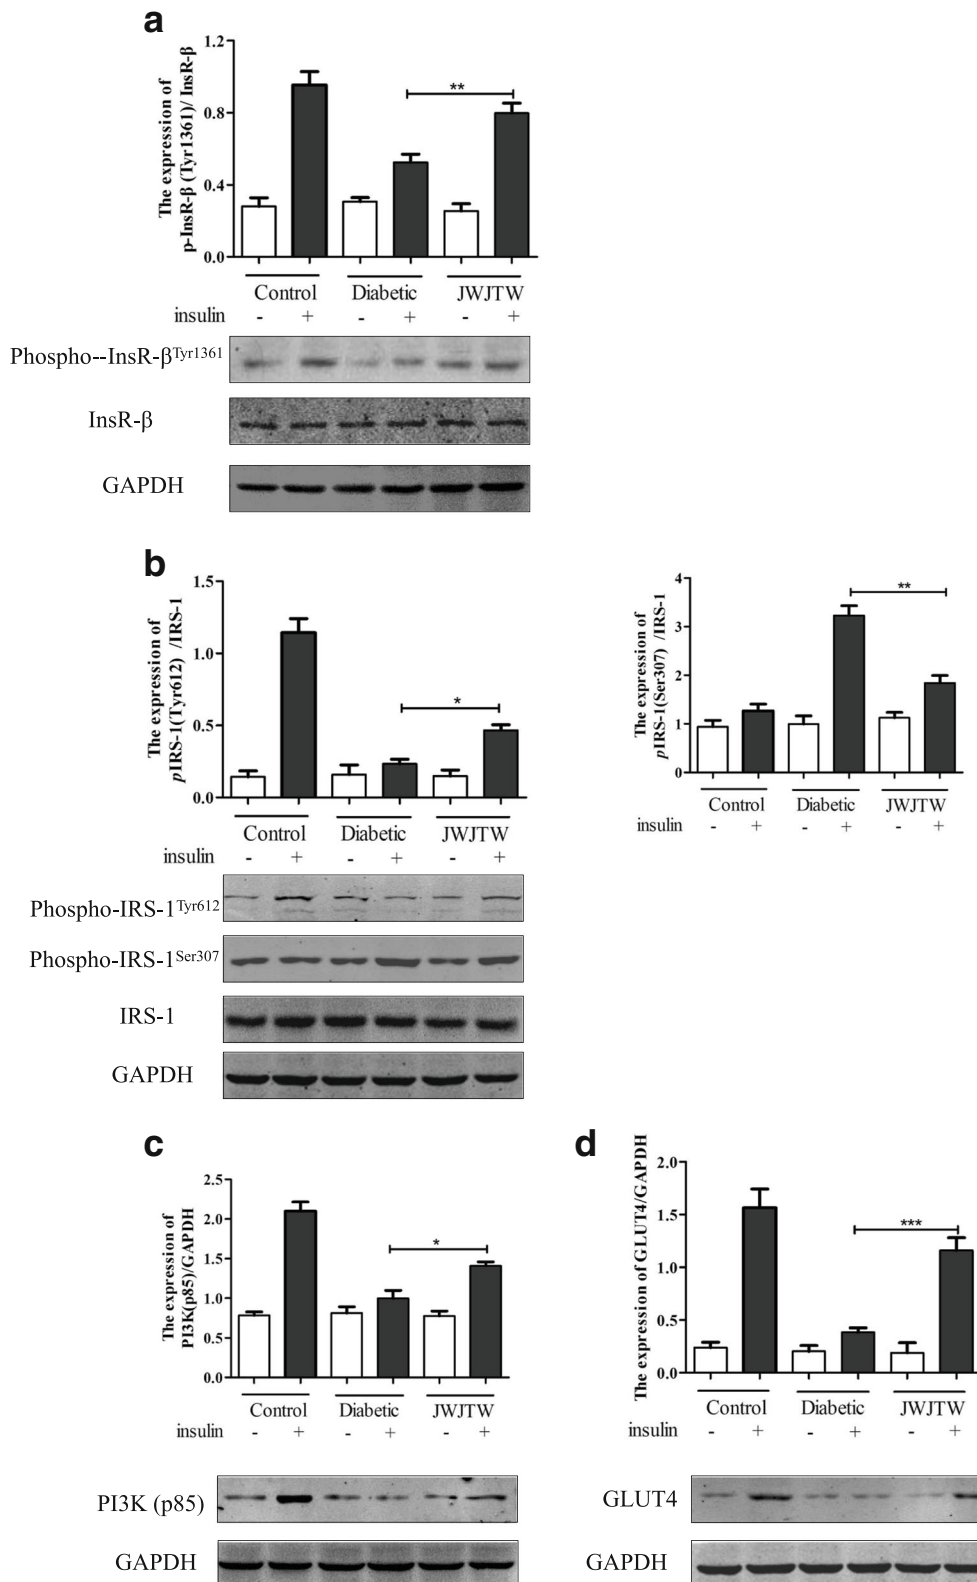 a
The expression of
p-InsR-β (Tyr1361)/ InsR-β
1.2
0.8
0.4
0.0
**
Control Diabetic JWJTW
insulin - + - + - +
Phospho--InsR-βTyr1361
InsR-β
GAPDH
b
The expression of
pIRS-1(Tyr612) /IRS-1
1.5
1.0
0.5
0.0
*
Control Diabetic JWJTW
insulin - + - + - +
The expression of
pIRS-1(Ser307) /IRS-1
4
3
2
1
0
**
Control Diabetic JWJTW
insulin - + - + - +
Phospho-IRS-1Tyr612
Phospho-IRS-1Ser307
IRS-1
GAPDH
c
The expression of
PI3K(p85)/GAPDH
2.5
2.0
1.5
1.0
0.5
0.0
*
Control Diabetic JWJTW
insulin - + - + - +
PI3K (p85)
GAPDH
d
The expression of GLUT4/GAPDH
2.0
1.5
1.0
0.5
0.0
***
Control Diabetic JWJTW
insulin - + - + - +
GLUT4
GAPDH